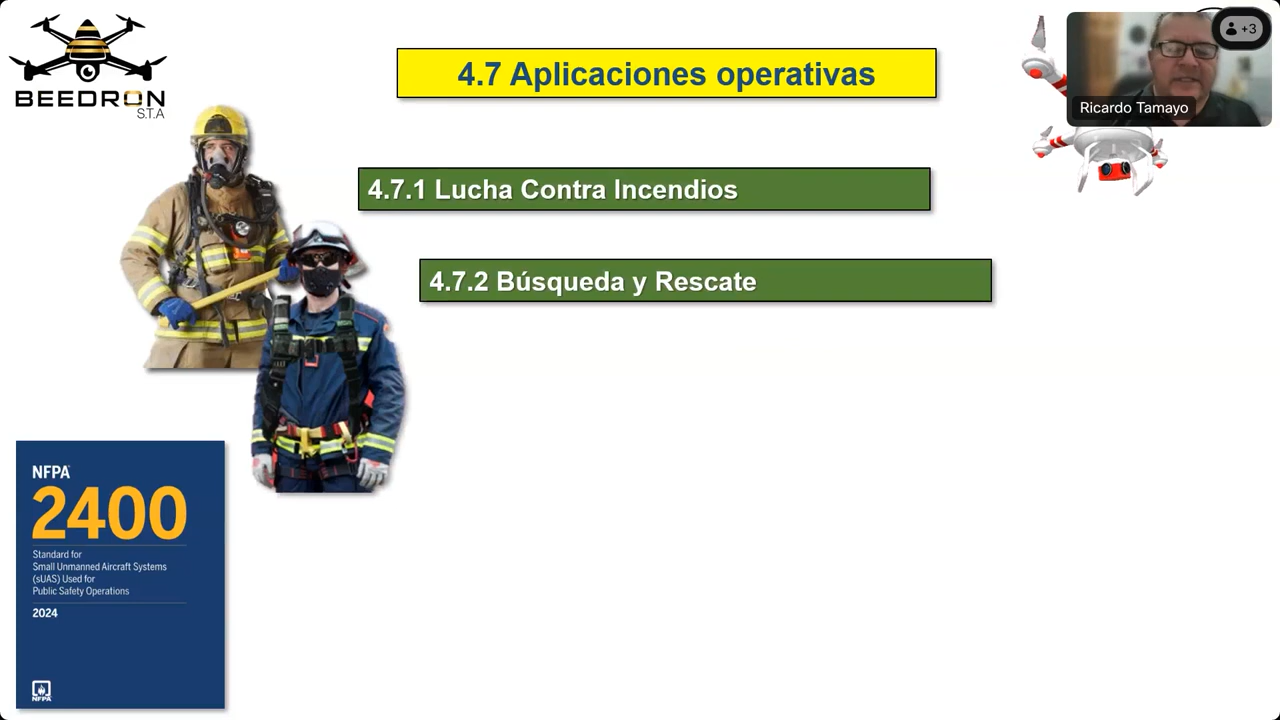 BEEDRON
S.T.A
4.7 Aplicaciones operativas
+3
Ricardo Tamayo
4.7.1 Lucha Contra Incendios
4.7.2 Búsqueda y Rescate
NFPA
2400
Standard for
Small Unmanned Aircraft Systems
(sUAS) Used for
Public Safety Operations
2024
NFPA